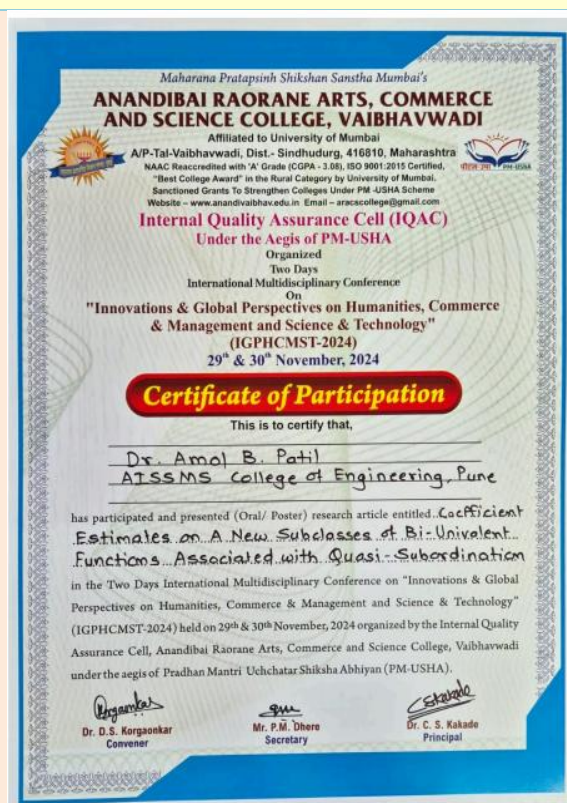 Maharana Pratapsinh Shikshan Sanstha Mumbai's
ANANDIBAI RAORANE ARTS, COMMERCE
AND SCIENCE COLLEGE, VAIBHAVWADI
Affiliated to University of Mumbai
A/P-Tal-Vaibhavwadi, Dist.- Sindhudurg, 416810, Maharashtra
NAAC Reaccredited with 'A' Grade (CGPA - 3.08), ISO 9001:2015 Certified,
"Best College Award" in the Rural Category by University of Mumbai.
Sanctioned Grants To Strengthen Colleges Under PM -USHA Scheme
Website – www.anandivaibhav.edu.in Email – aracscollege@gmail.com
PM-USHA
Internal Quality Assurance Cell (IQAC)
Under the Aegis of PM-USHA
Organized
Two Days
International Multidisciplinary Conference
On
"Innovations & Global Perspectives on Humanities, Commerce
& Management and Science & Technology"
(IGPHCMST-2024)
29th & 30th November, 2024
Certificate of Participation
This is to certify that,
Dr. Amol B. Patil
AISSMS College of Engineering, Pune
has participated and presented (Oral/ Poster) research article entitled Coefficient
Estimates on A New Subclasses of Bi-Univalent
Functions Associated with Quasi-Subordination
in the Two Days International Multidisciplinary Conference on "Innovations & Global
Perspectives on Humanities, Commerce & Management and Science & Technology"
(IGPHCMST-2024) held on 29th & 30th November, 2024 organized by the Internal Quality
Assurance Cell, Anandibai Raorane Arts, Commerce and Science College, Vaibhavwadi
under the aegis of Pradhan Mantri Uchchatar Shiksha Abhiyan (PM-USHA).
Korgaonkar
CSKakade
Dr. D.S. Korgaonkar
Convener
Mr. P.M. Dhere
Secretary
Dr. C. S. Kakade
Principal